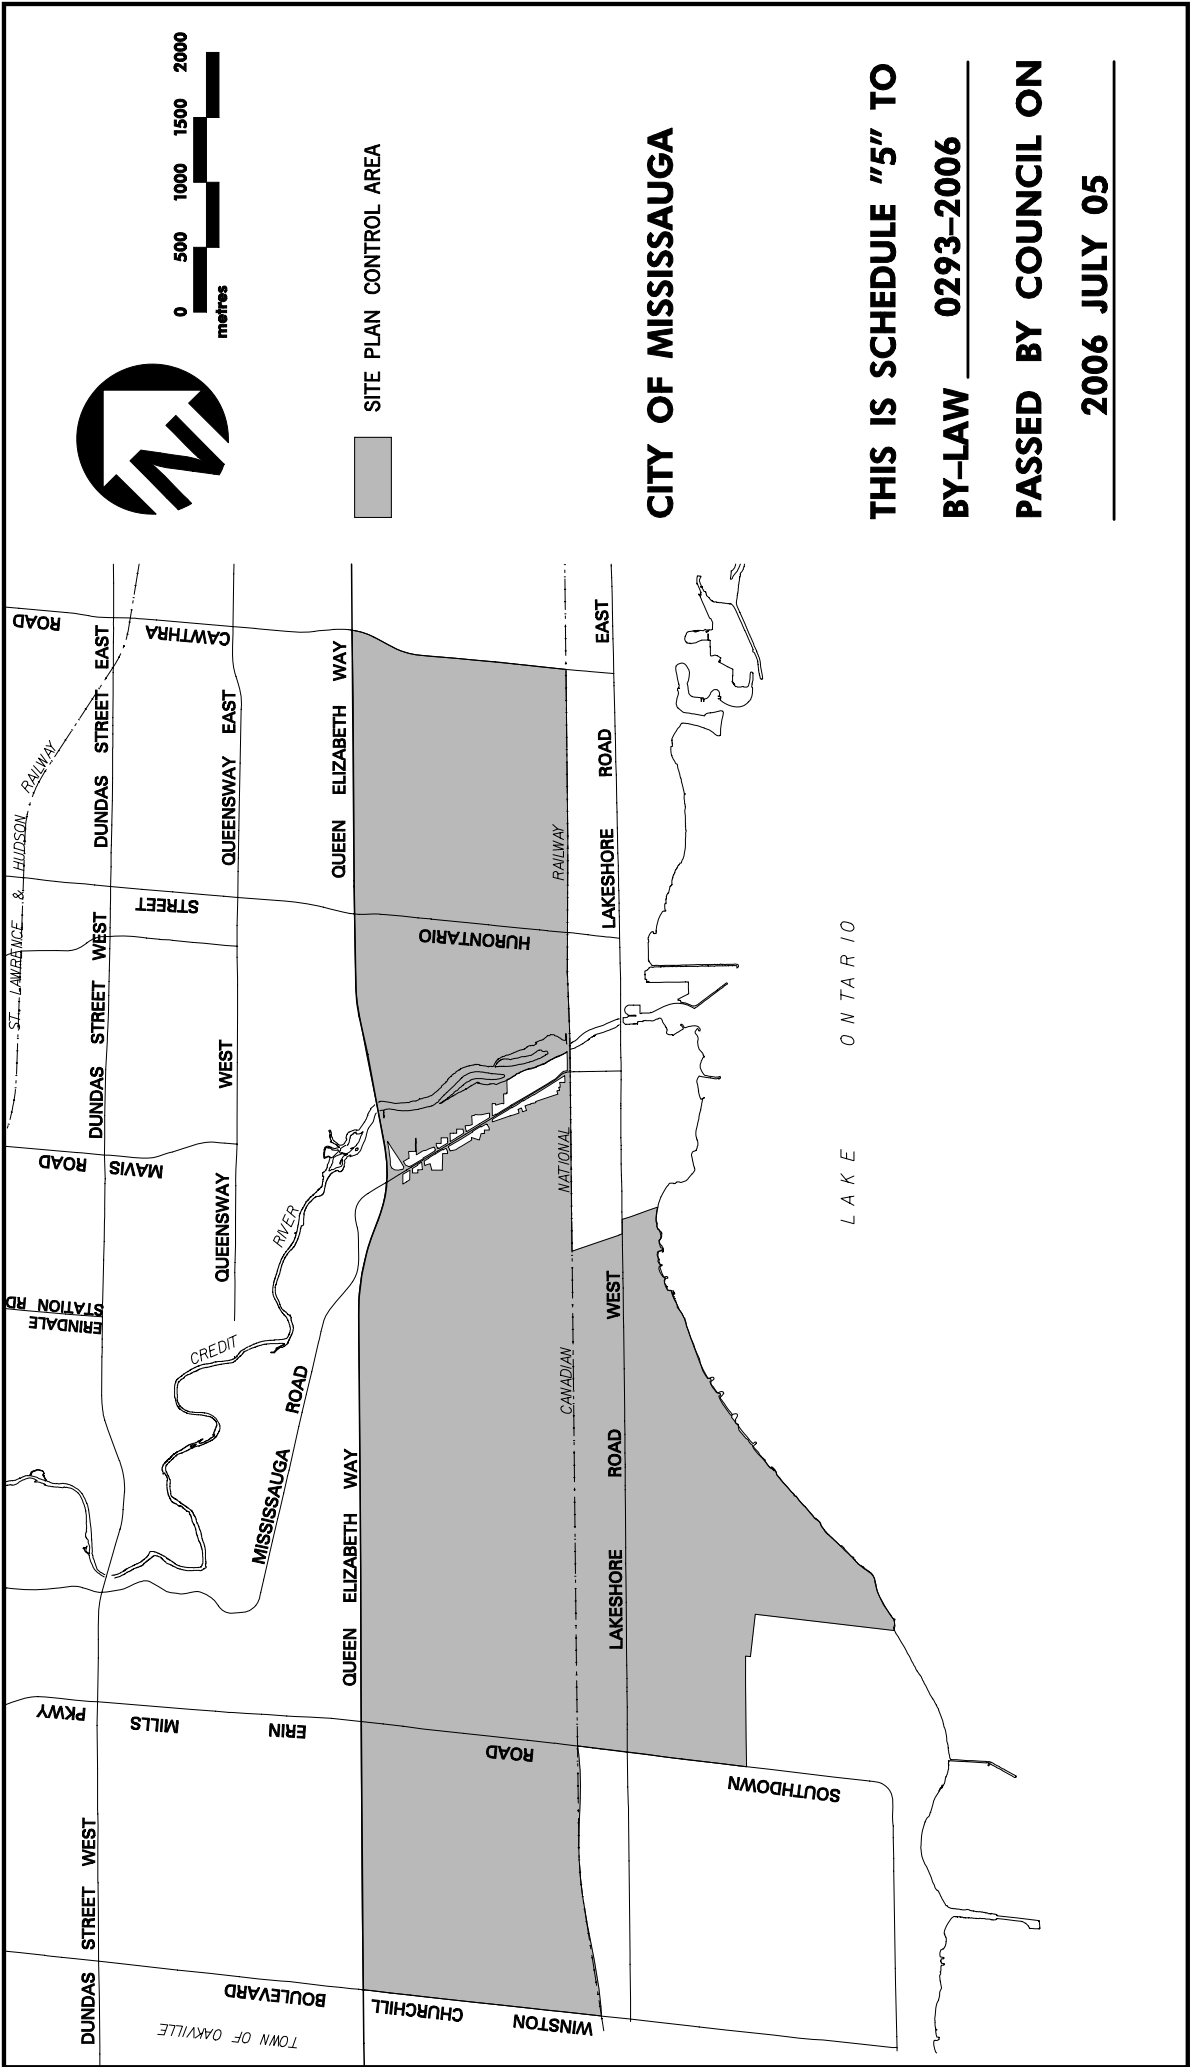 ST. LAWRENCE & HUDSON RAILWAY
DUNDAS STREET WEST
DUNDAS STREET WEST
DUNDAS STREET EAST
QUEENSWAY WEST
QUEENSWAY EAST
QUEEN ELIZABETH WAY
QUEEN ELIZABETH WAY
CANADIAN NATIONAL RAILWAY
LAKESHORE ROAD WEST
LAKESHORE ROAD EAST
LAKE ONTARIO
TOWN OF OAKVILLE
WINSTON CHURCHILL BOULEVARD
SOUTHDOWN ROAD
ERIN MILLS PKWY
MISSISSAUGA ROAD
CREDIT RIVER
ERINDALE
STATION RD
MAVIS ROAD
HURONTARIO STREET
CAWTHRA ROAD
N
0 500 1000 1500 2000
metres
SITE PLAN CONTROL AREA
CITY OF MISSISSAUGA
THIS IS SCHEDULE "5" TO
BY-LAW 0293-2006
PASSED BY COUNCIL ON
2006 JULY 05